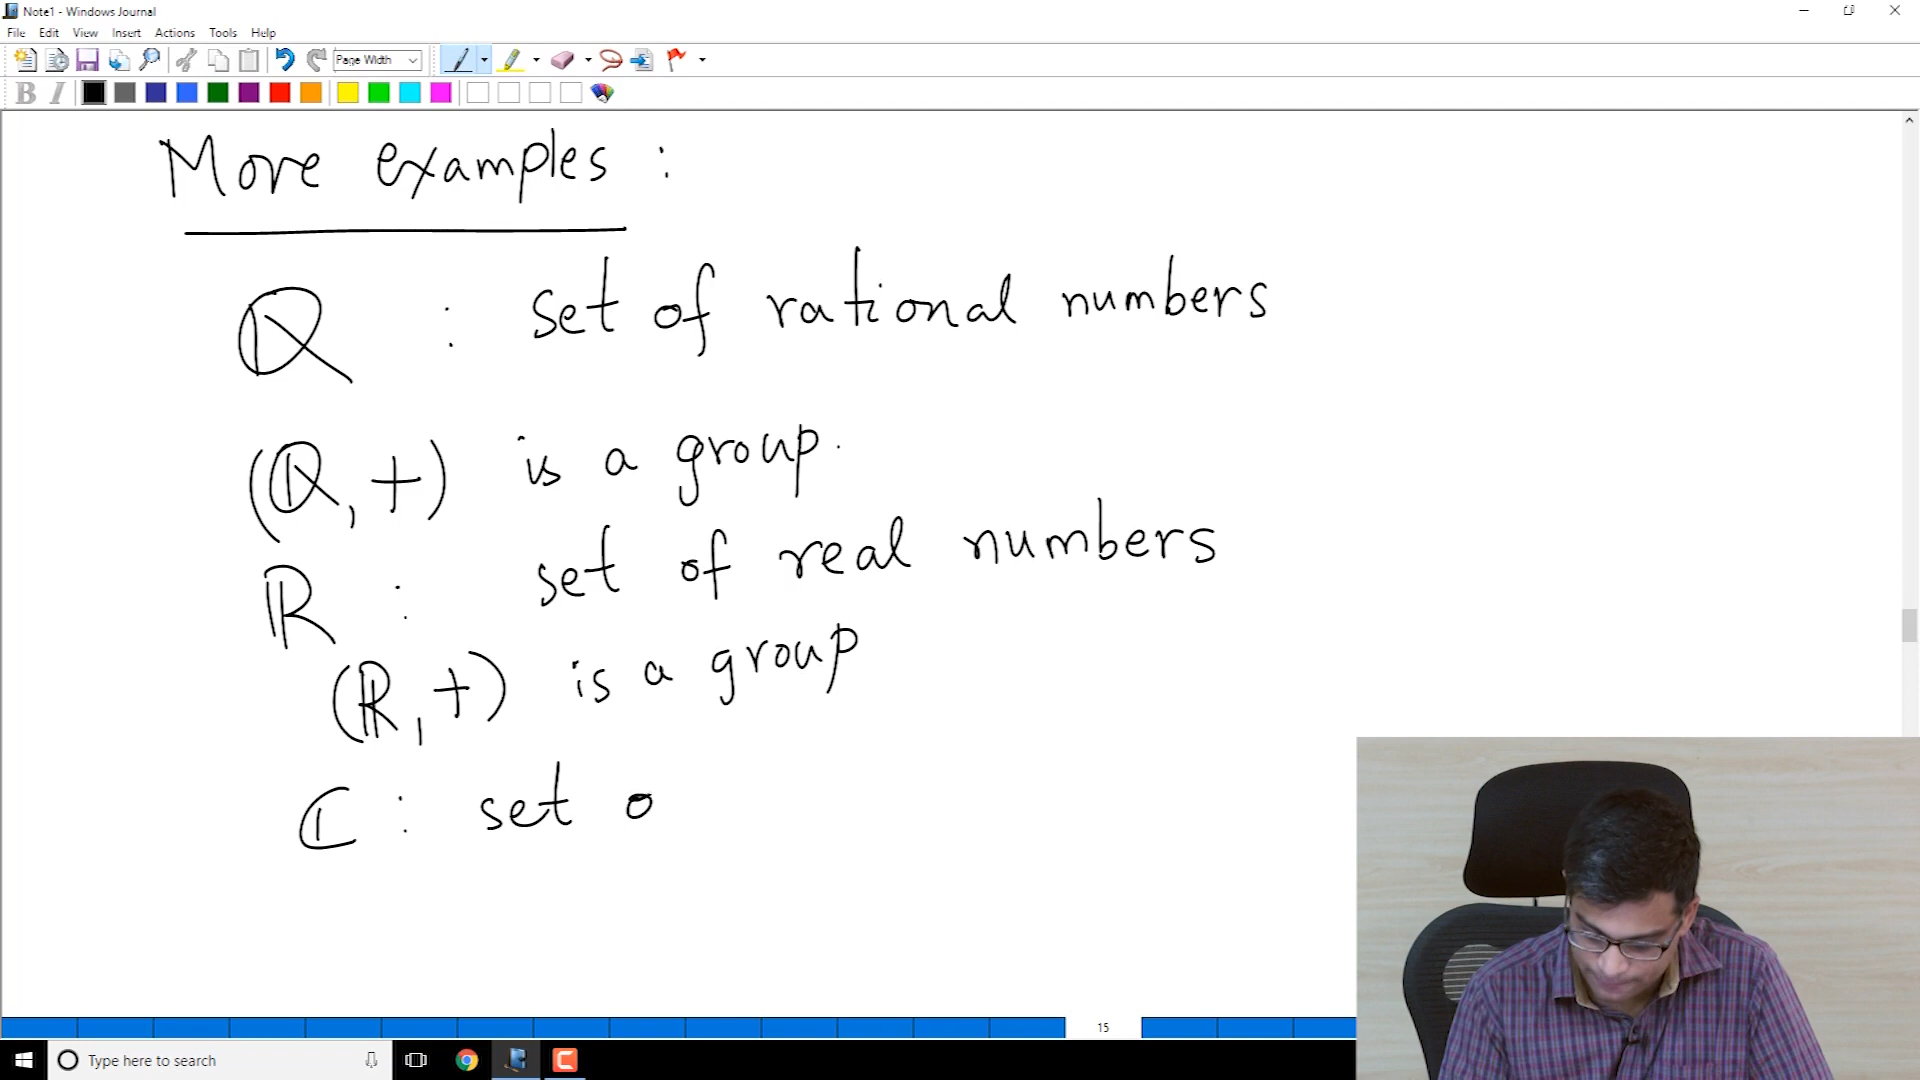 Note1 - Windows Journal
File Edit View Insert Actions Tools Help
Page Width
B I
More examples :
ℚ : set of rational numbers
(ℚ, +) is a group.
ℝ : set of real numbers
(ℝ, +) is a group
ℂ : set o
15
Type here to search